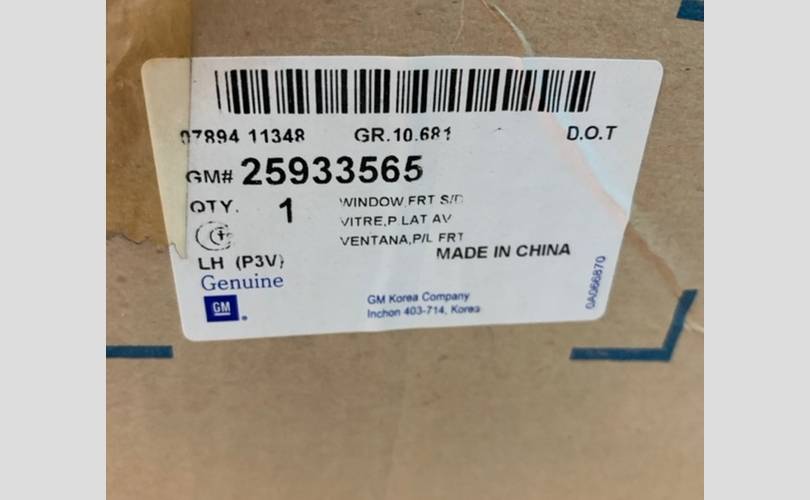 07894 11348 GR.10.681 D.O.T
GM# 25933565
QTY. 1
WINDOW,FRT S/D
VITRE,P.LAT AV
VENTANA,P/L FRT
LH (P3V)
MADE IN CHINA
Genuine
GM
GM Korea Company
Inchon 403-714, Korea
0A066870